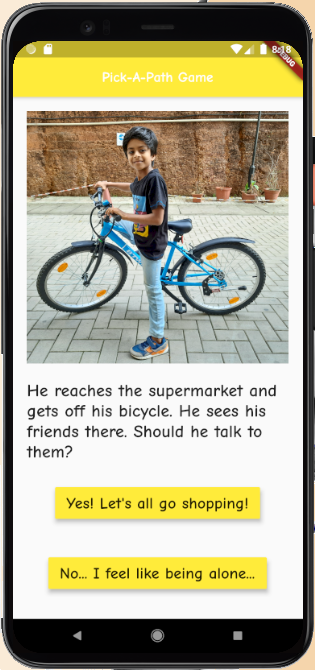 8:18
DEBUG
Pick-A-Path Game
He reaches the supermarket and
gets off his bicycle. He sees his
friends there. Should he talk to
them?
Yes! Let's all go shopping!
No... I feel like being alone...